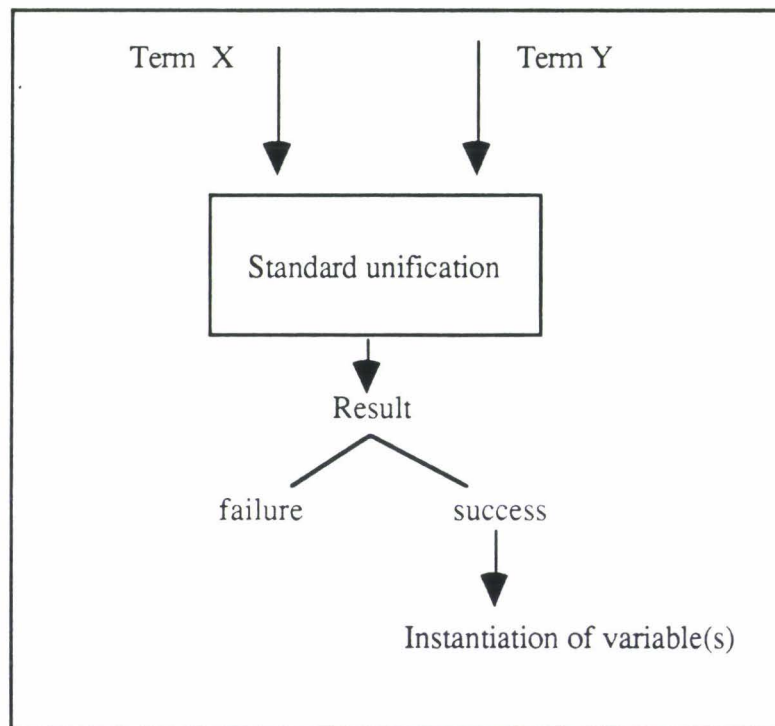 Term X
Term Y
Standard unification
Result
failure
success
Instantiation of variable(s)